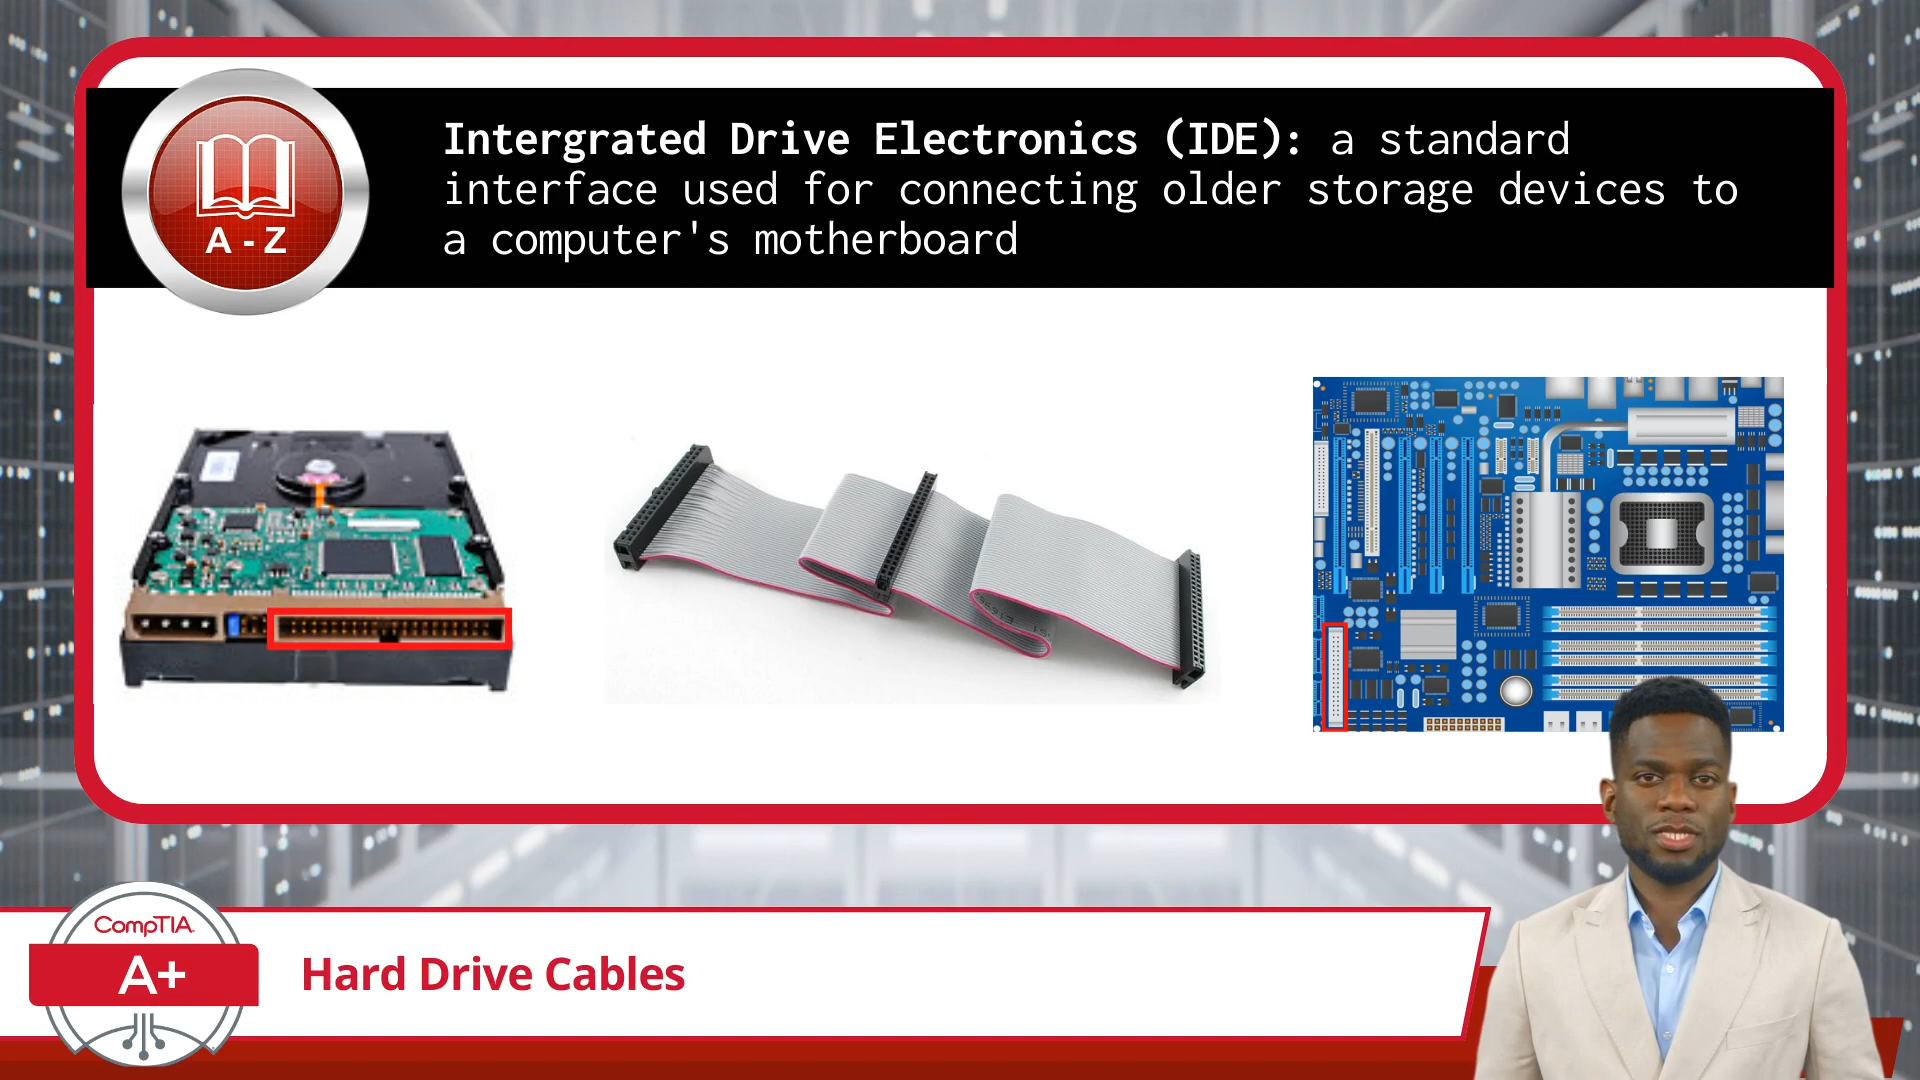 Intergrated Drive Electronics (IDE): a standard
interface used for connecting older storage devices to
a computer's motherboard
A - Z
CompTIA
A+
Hard Drive Cables